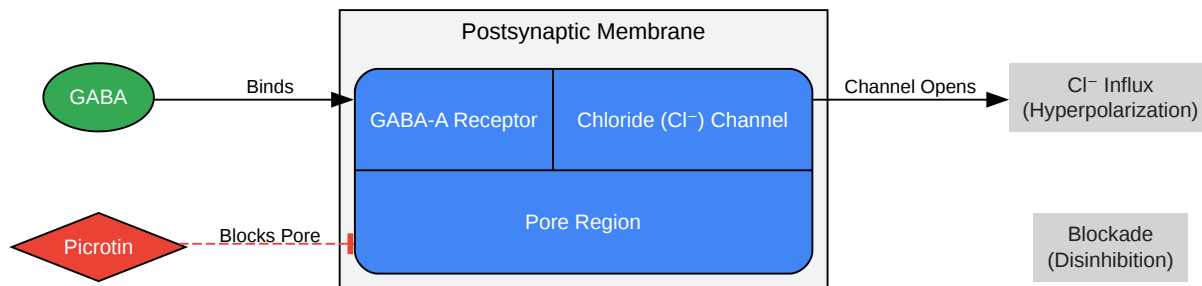 Postsynaptic Membrane
GABA
Binds
GABA-A Receptor
Chloride (Cl⁻) Channel
Channel Opens
Cl⁻ Influx
(Hyperpolarization)
Picrotin
Blocks Pore
Pore Region
Blockade
(Disinhibition)